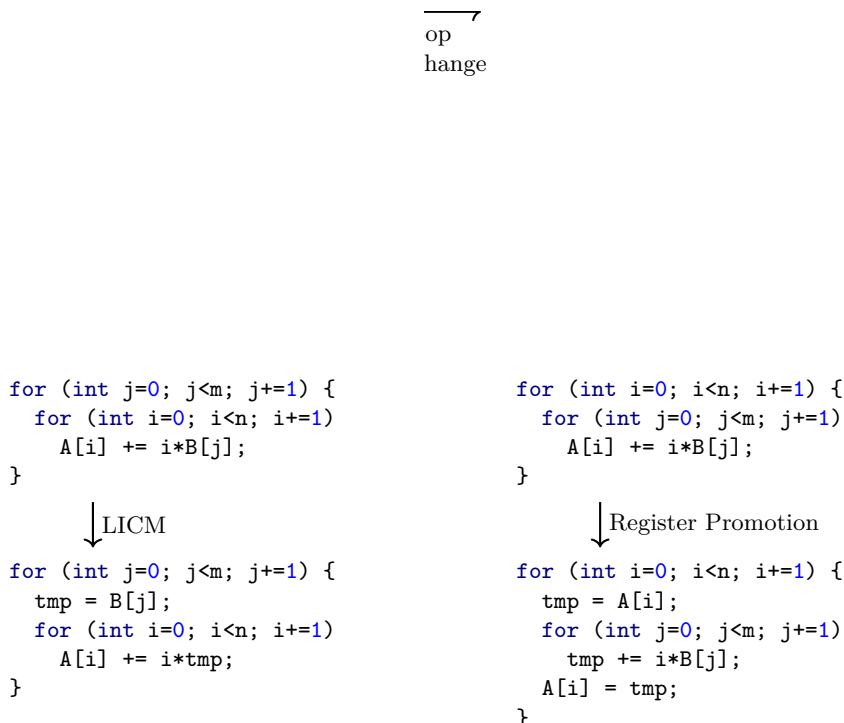 op
hange
for (int j=0; j<m; j+=1) {
  for (int i=0; i<n; i+=1)
    A[i] += i*B[j];
}
LICM
for (int j=0; j<m; j+=1) {
  tmp = B[j];
  for (int i=0; i<n; i+=1)
    A[i] += i*tmp;
}
for (int i=0; i<n; i+=1) {
  for (int j=0; j<m; j+=1)
    A[i] += i*B[j];
}
Register Promotion
for (int i=0; i<n; i+=1) {
  tmp = A[i];
  for (int j=0; j<m; j+=1)
    tmp += i*B[j];
  A[i] = tmp;
}